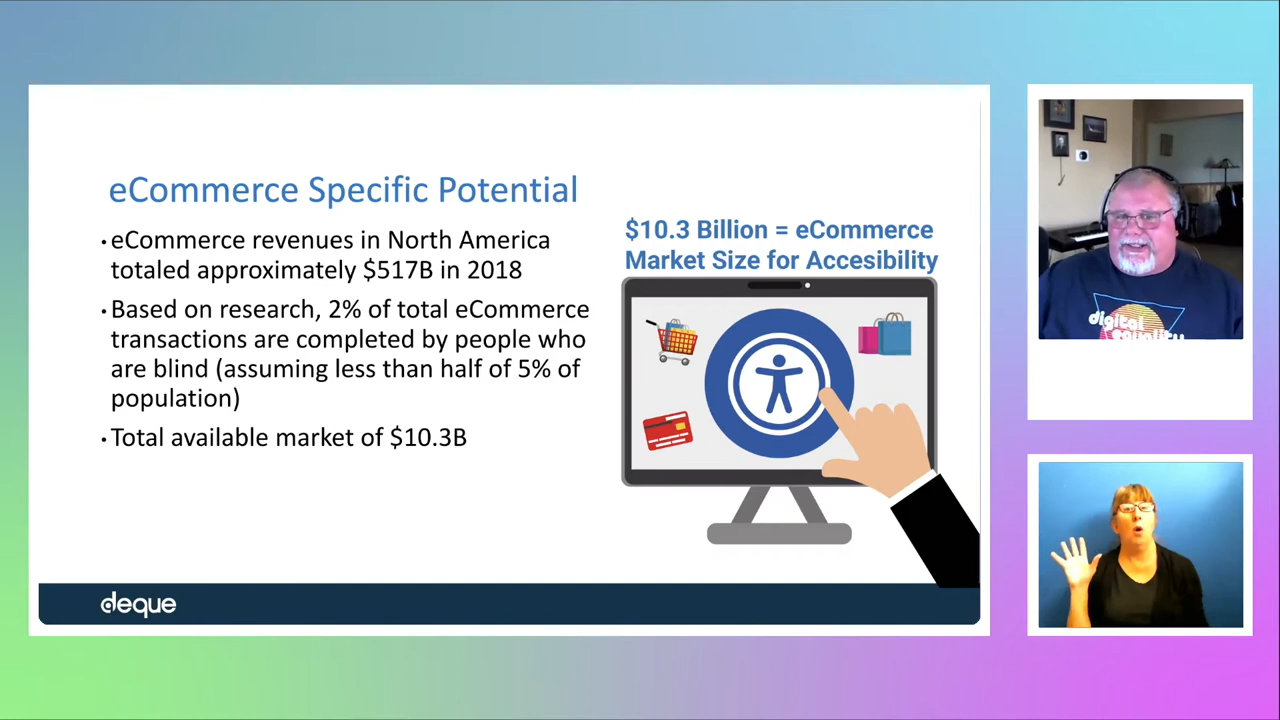 eCommerce Specific Potential
• eCommerce revenues in North America
totaled approximately $517B in 2018
• Based on research, 2% of total eCommerce
transactions are completed by people who
are blind (assuming less than half of 5% of
population)
• Total available market of $10.3B
$10.3 Billion = eCommerce
Market Size for Accesibility
deque
digital
equality